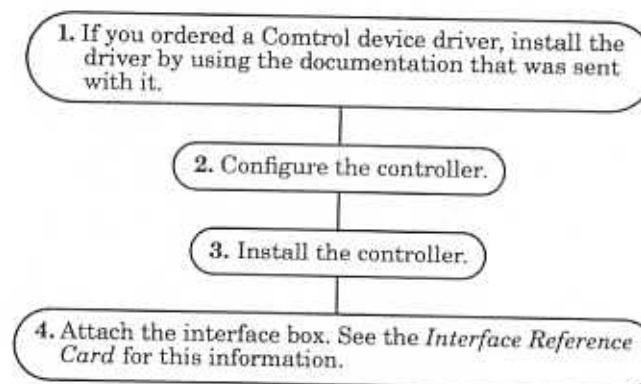 1. If you ordered a Comtrol device driver, install the
driver by using the documentation that was sent
with it.
2. Configure the controller.
3. Install the controller.
4. Attach the interface box. See the Interface Reference
Card for this information.